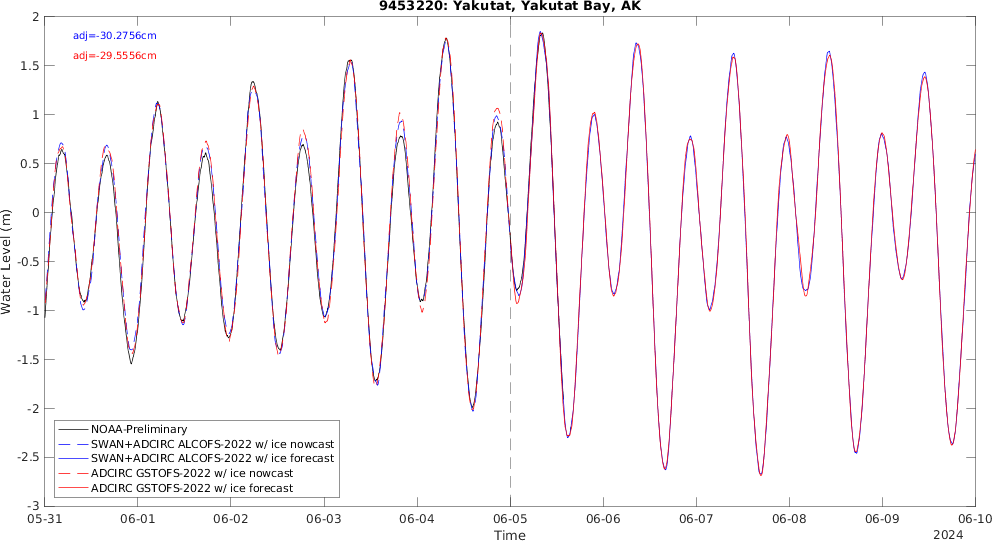 9453220: Yakutat, Yakutat Bay, AK
adj=-30.2756cm
adj=-29.5556cm
Water Level (m)
2
1.5
1
0.5
0
-0.5
-1
-1.5
-2
-2.5
-3
NOAA-Preliminary
SWAN+ADCIRC ALCOFS-2022 w/ ice nowcast
SWAN+ADCIRC ALCOFS-2022 w/ ice forecast
ADCIRC GSTOFS-2022 w/ ice nowcast
ADCIRC GSTOFS-2022 w/ ice forecast
05-31 06-01 06-02 06-03 06-04 06-05 06-06 06-07 06-08 06-09 06-10
Time
2024